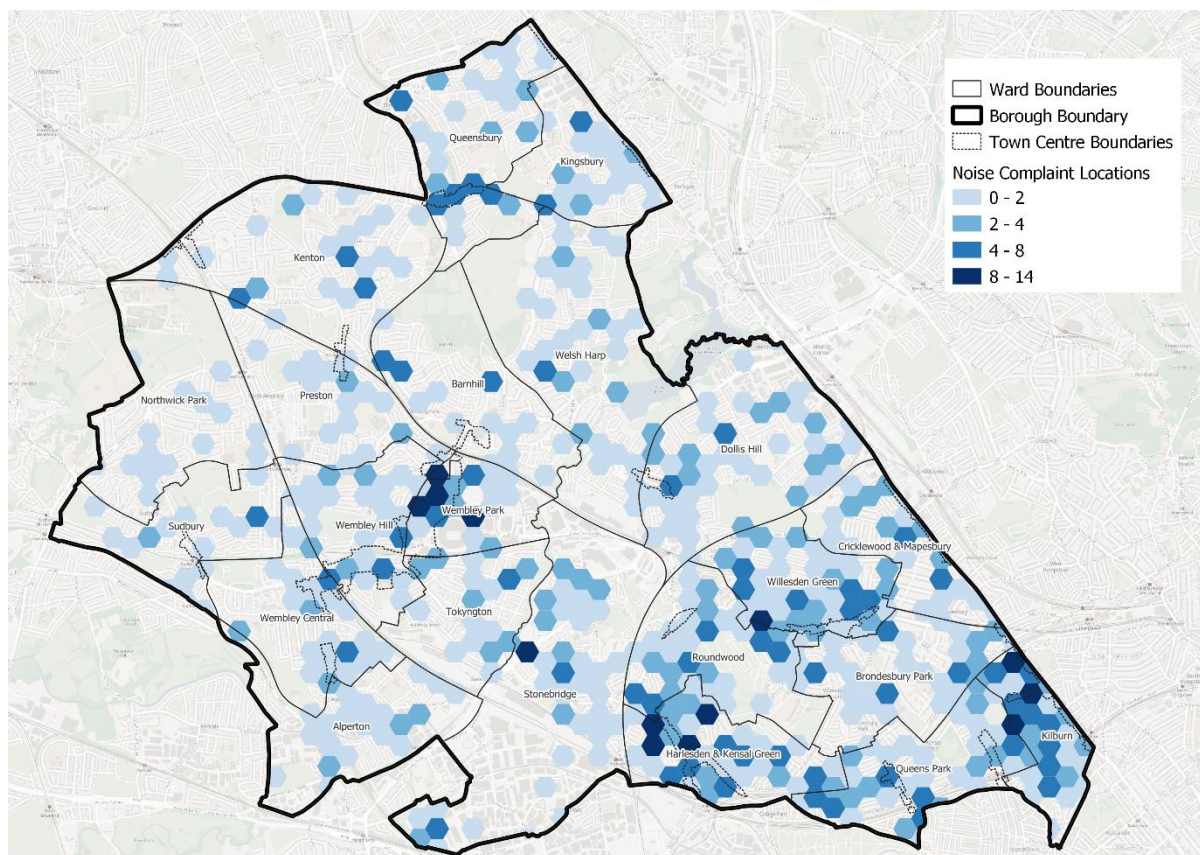 Ward Boundaries
Borough Boundary
Town Centre Boundaries
Noise Complaint Locations
0 - 2
2 - 4
4 - 8
8 - 14
Queensbury
Kingsbury
Kenton
Welsh Harp
Barnhill
Preston
Northwick Park
Dollis Hill
Wembley Park
Wembley Hill
Sudbury
Cricklewood & Mapesbury
Willesden Green
Tokyngton
Wembley Central
Roundwood
Brondesbury Park
Stonebridge
Alperton
Kilburn
Harlesden & Kensal Green
Queens Park